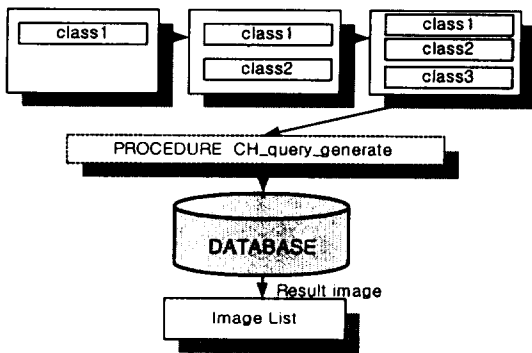 class1
class1
class2
class1
class2
class3
PROCEDURE CH_query_generate
DATABASE
Result image
Image List